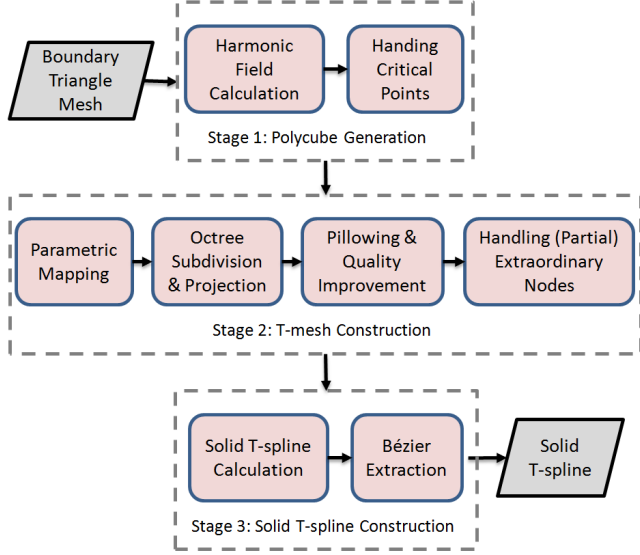 Boundary
Triangle
Mesh
Harmonic
Field
Calculation
Handing
Critical
Points
Stage 1: Polycube Generation
Parametric
Mapping
Octree
Subdivision
& Projection
Pillowing &
Quality
Improvement
Handling (Partial)
Extraordinary
Nodes
Stage 2: T-mesh Construction
Solid T-spline
Calculation
Bézier
Extraction
Solid
T-spline
Stage 3: Solid T-spline Construction